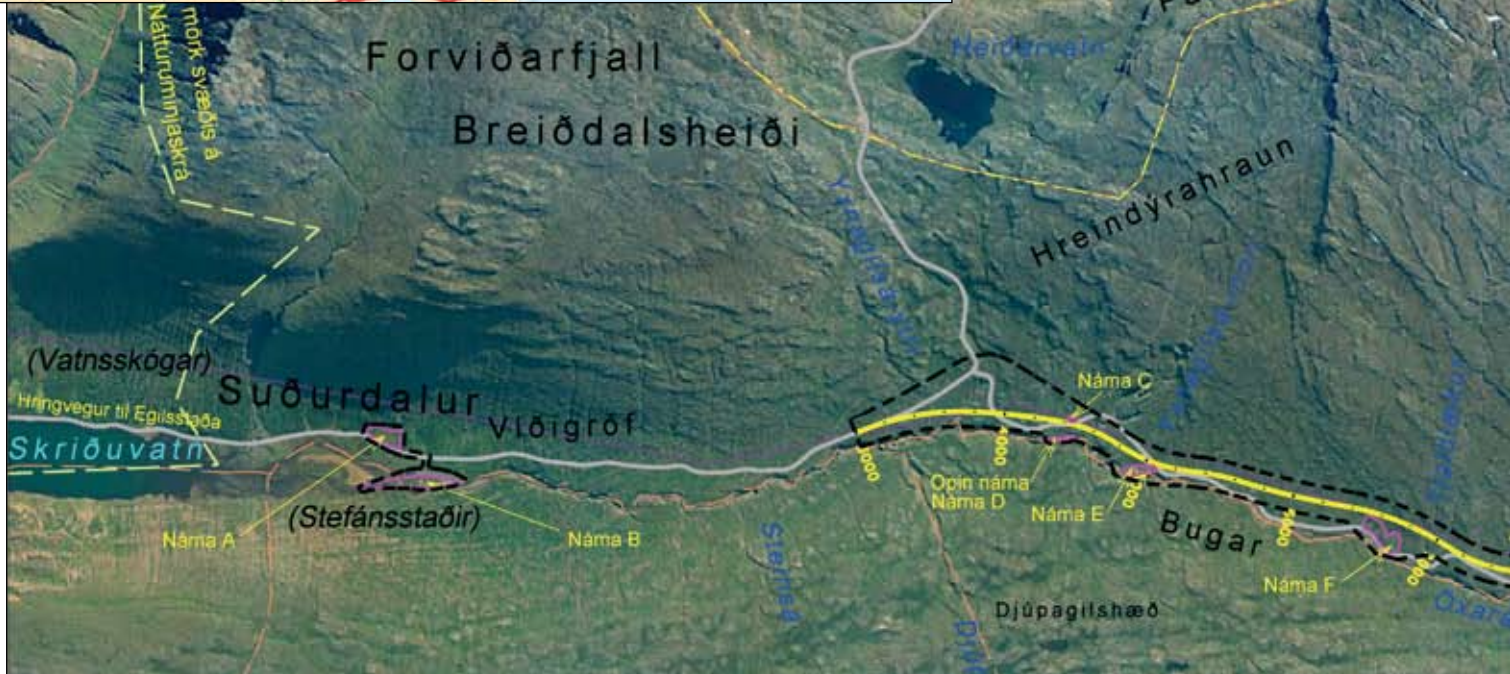 mörk svæðis á
Náttúruminjaskrá
Forviðarfjall
Breiðdalsheiði
Heiðarvatn
Hreindýrahraun
(Vatnsskógar)
Suðurdalur
Víðigróf
Hringvegur til Egilsstaða
Skriðuvatn
(Stefánsstaðir)
Náma A
Náma B
Náma C
Opin náma
Náma D
Náma E
Bugar
Náma F
Djúpagilshæð